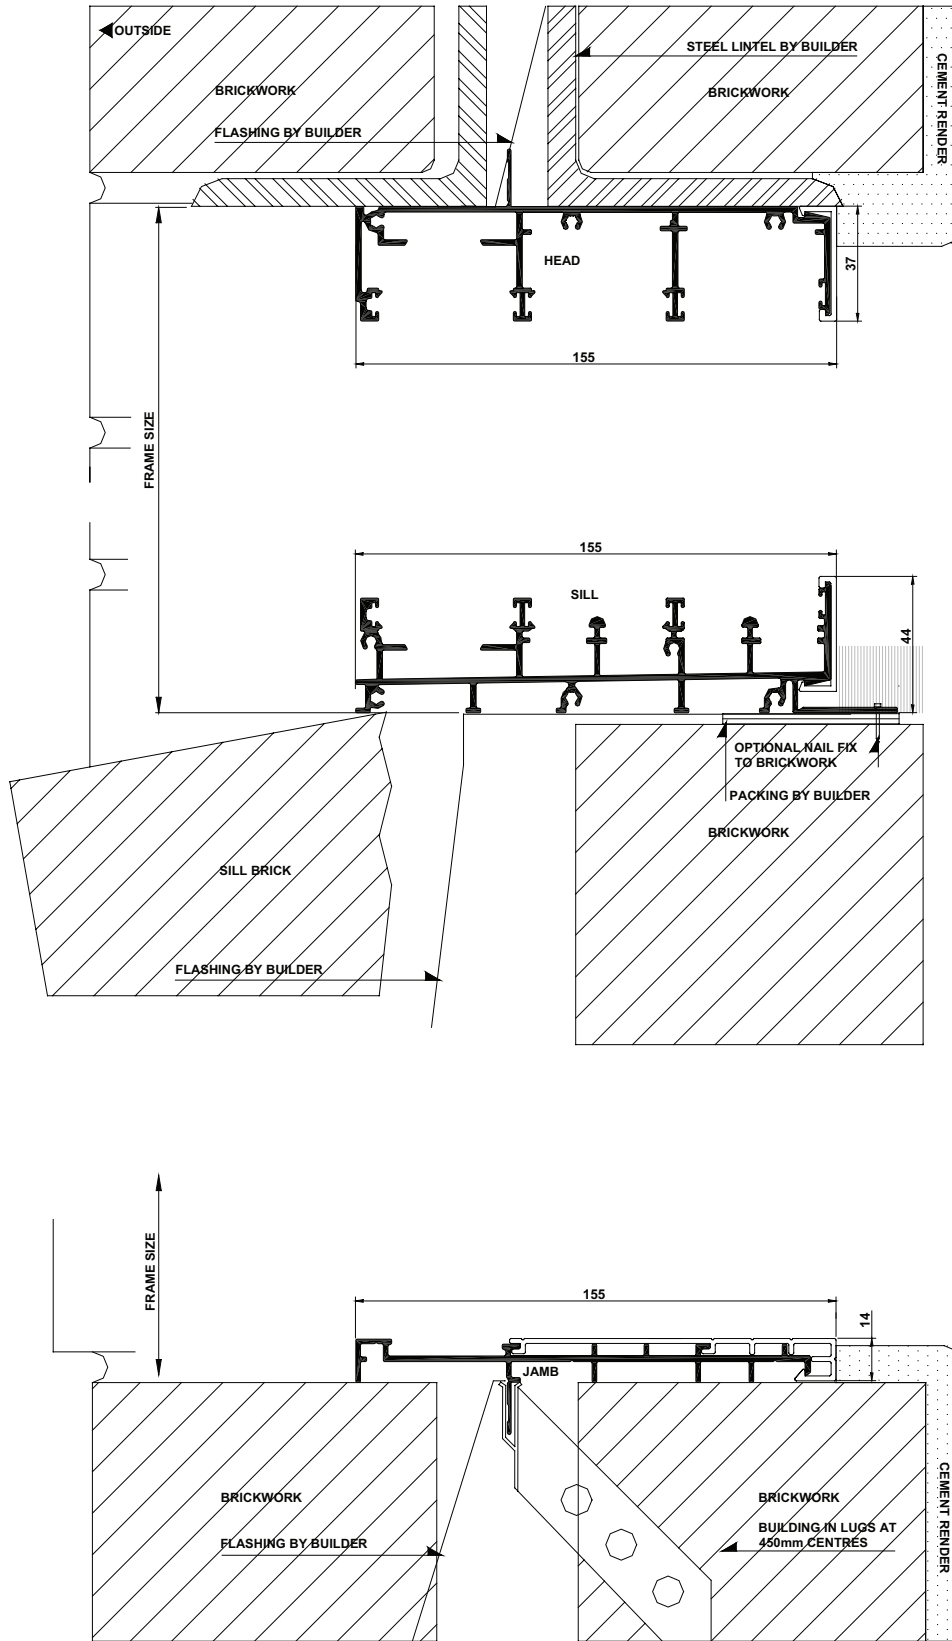 OUTSIDE
STEEL LINTEL BY BUILDER
BRICKWORK
BRICKWORK
CEMENT RENDER
FLASHING BY BUILDER
HEAD
37
155
FRAME SIZE
155
SILL
44
OPTIONAL NAIL FIX
TO BRICKWORK
PACKING BY BUILDER
BRICKWORK
SILL BRICK
FLASHING BY BUILDER
FRAME SIZE
155
14
JAMB
BRICKWORK
BRICKWORK
BUILDING IN LUGS AT
450mm CENTRES
FLASHING BY BUILDER
CEMENT RENDER